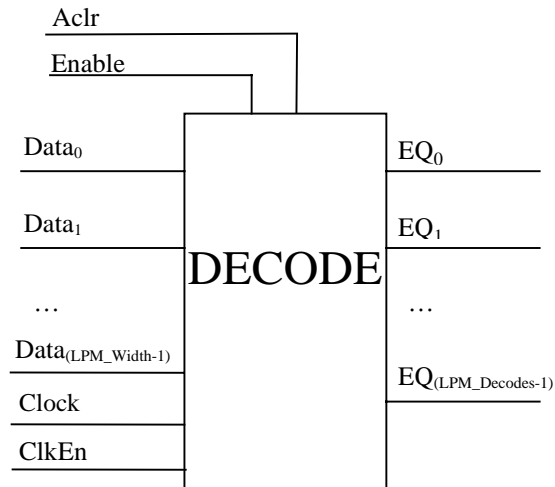 Aclr
Enable
Data0
EQ0
Data1
EQ1
DECODE
...
...
Data(LPM_Width-1)
EQ(LPM_Decodes-1)
Clock
ClkEn